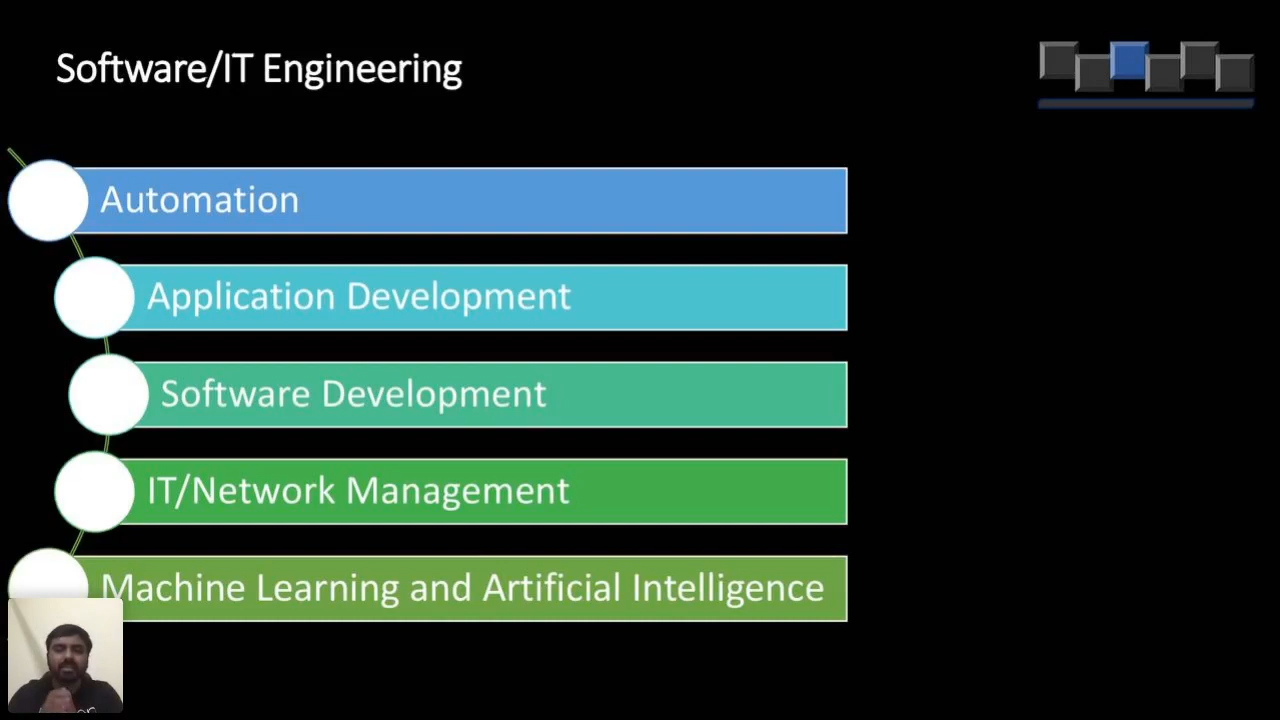 Software/IT Engineering
Automation
Application Development
Software Development
IT/Network Management
Machine Learning and Artificial Intelligence